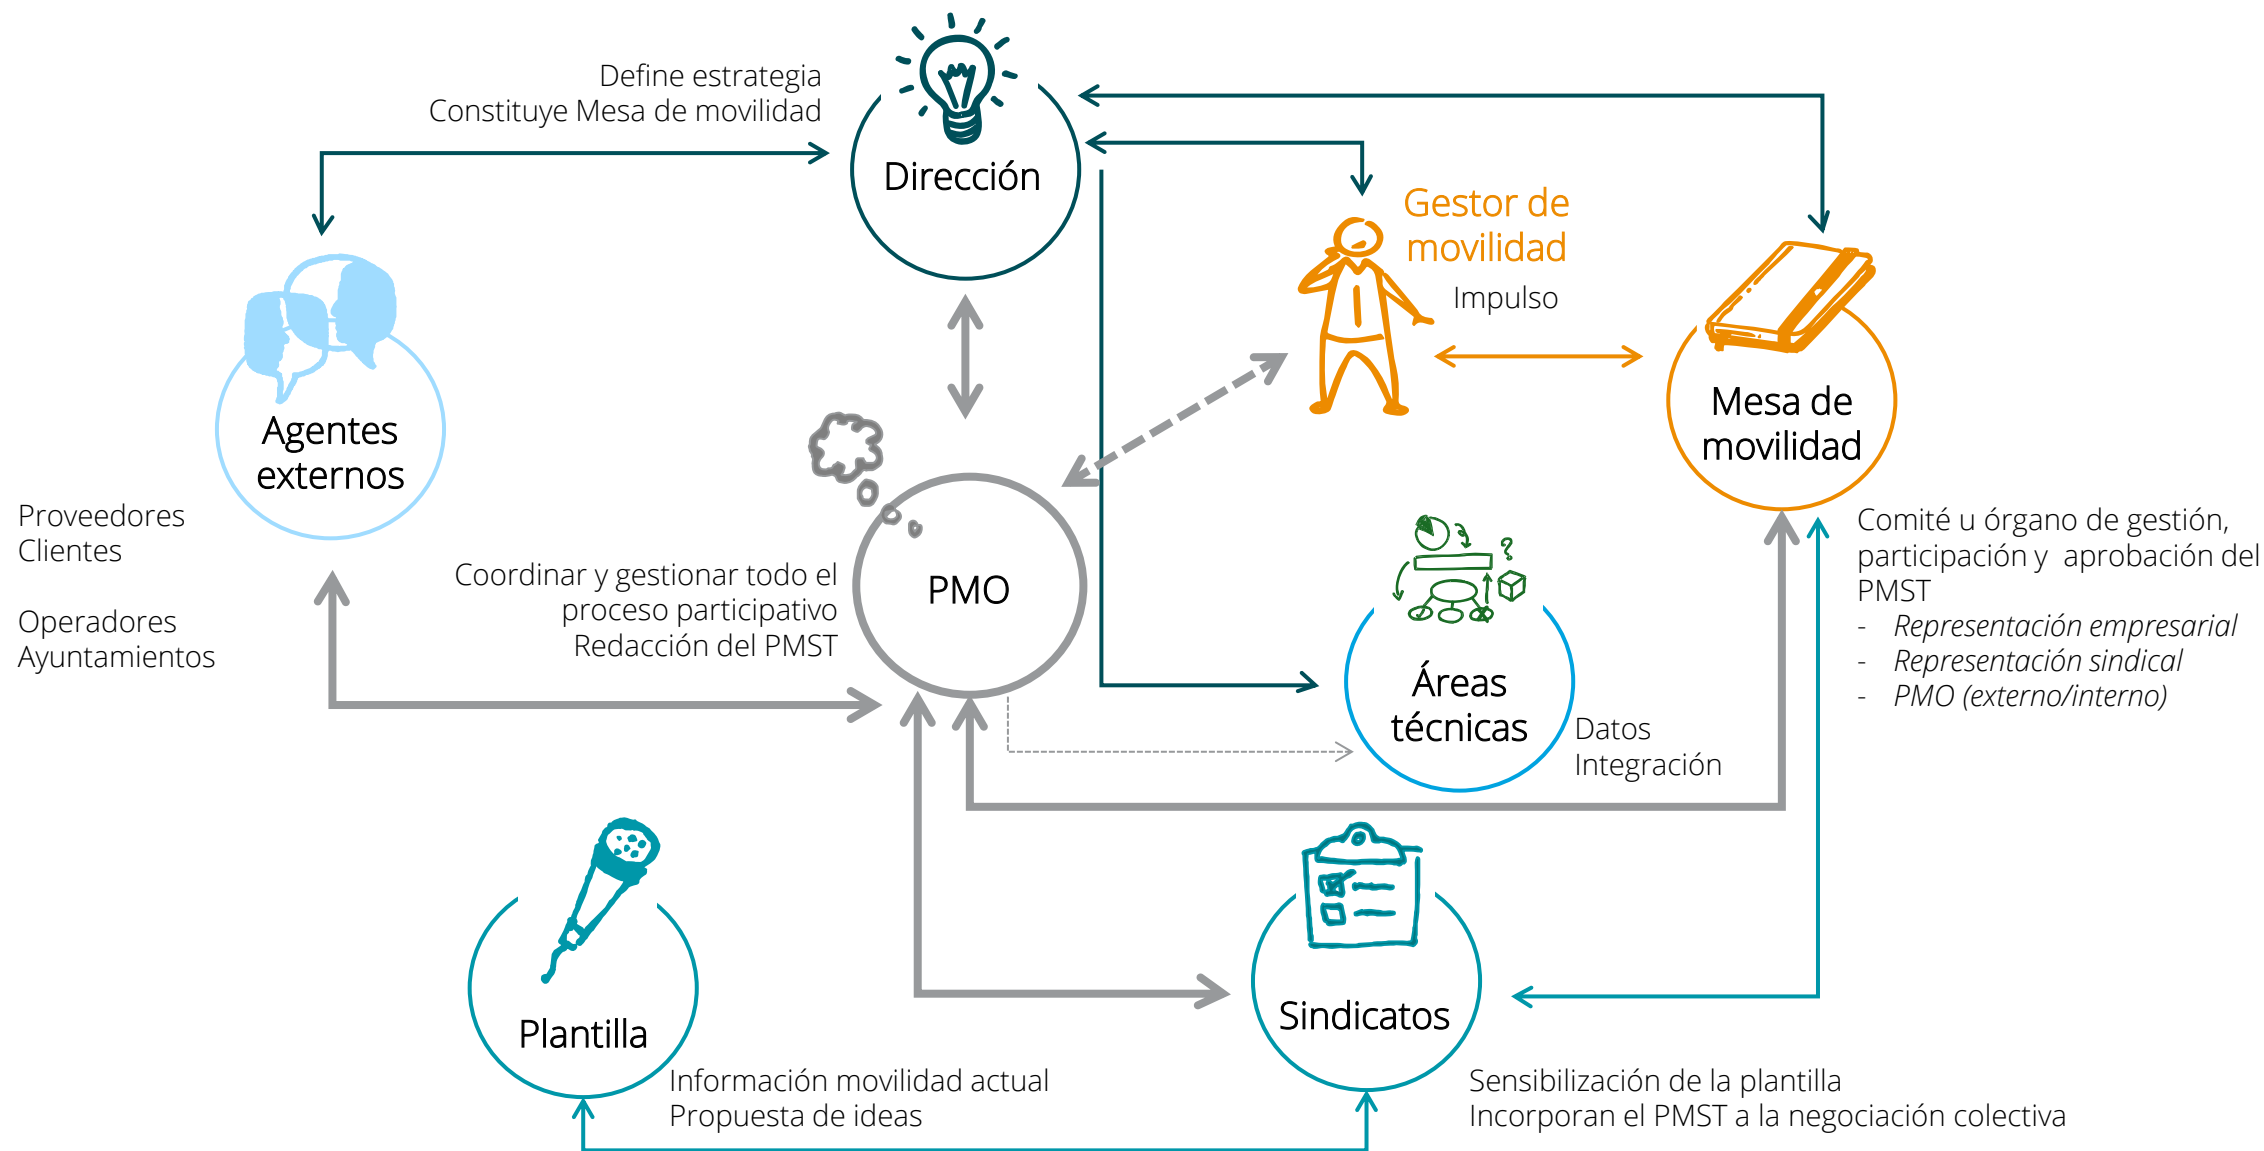 Define estrategia
Constituye Mesa de movilidad
Dirección
Gestor de
movilidad
Impulso
Agentes
externos
Mesa de
movilidad
Proveedores
Clientes
Operadores
Ayuntamientos
Coordinar y gestionar todo el
proceso participativo
Redacción del PMST
PMO
?
Áreas
técnicas
Datos
Integración
Comité u órgano de gestión,
participación y aprobación del
PMST
- Representación empresarial
- Representación sindical
- PMO (externo/interno)
Plantilla
Información movilidad actual
Propuesta de ideas
Sindicatos
Sensibilización de la plantilla
Incorporan el PMST a la negociación colectiva